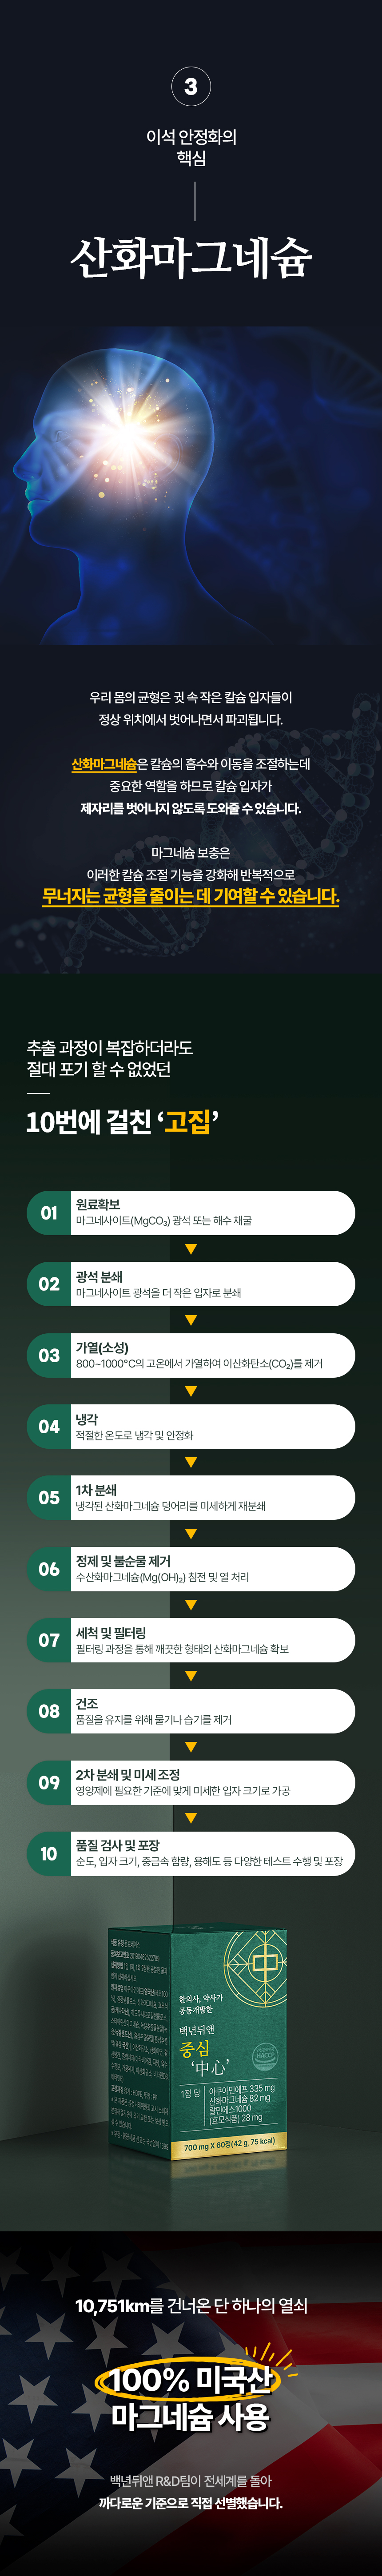 3
이석 안정화의
핵심
산화마그네슘
우리 몸의 균형은 귓 속 작은 칼슘 입자들이
정상 위치에서 벗어나면서 파괴됩니다.
산화마그네슘은 칼슘의 흡수와 이동을 조절하는데
중요한 역할을 하므로 칼슘 입자가
제자리를 벗어나지 않도록 도와줄 수 있습니다.
마그네슘 보충은
이러한 칼슘 조절 기능을 강화해 반복적으로
무너지는 균형을 줄이는 데 기여할 수 있습니다.
추출 과정이 복잡하더라도
절대 포기 할 수 없었던
10번에 걸친 ‘고집’
01
원료확보
마그네사이트(MgCO₃) 광석 또는 해수 채굴
02
광석 분쇄
마그네사이트 광석을 더 작은 입자로 분쇄
03
가열(소성)
800~1000°C의 고온에서 가열하여 이산화탄소(CO₂)를 제거
04
냉각
적절한 온도로 냉각 및 안정화
05
1차 분쇄
냉각된 산화마그네슘 덩어리를 미세하게 재분쇄
06
정제 및 불순물 제거
수산화마그네슘(Mg(OH)₂) 침전 및 열 처리
07
세척 및 필터링
필터링 과정을 통해 깨끗한 형태의 산화마그네슘 확보
08
건조
품질을 유지를 위해 물기나 습기를 제거
09
2차 분쇄 및 미세 조정
영양제에 필요한 기준에 맞게 미세한 입자 크기로 가공
10
품질 검사 및 포장
순도, 입자 크기, 중금속 함량, 용해도 등 다양한 테스트 수행 및 포장
한의사, 약사가
공동개발한
백년뒤앤
중심
‘中心’
HACCP
1정 당
아쿠아민에프 335 mg
산화마그네슘 82 mg
발민에스1000
(효모식품) 28 mg
700 mg X 60정(42 g, 75 kcal)
10,751km를 건너온 단 하나의 열쇠
100% 미국산
마그네슘 사용
백년뒤앤 R&D팀이 전세계를 돌아
까다로운 기준으로 직접 선별했습니다.